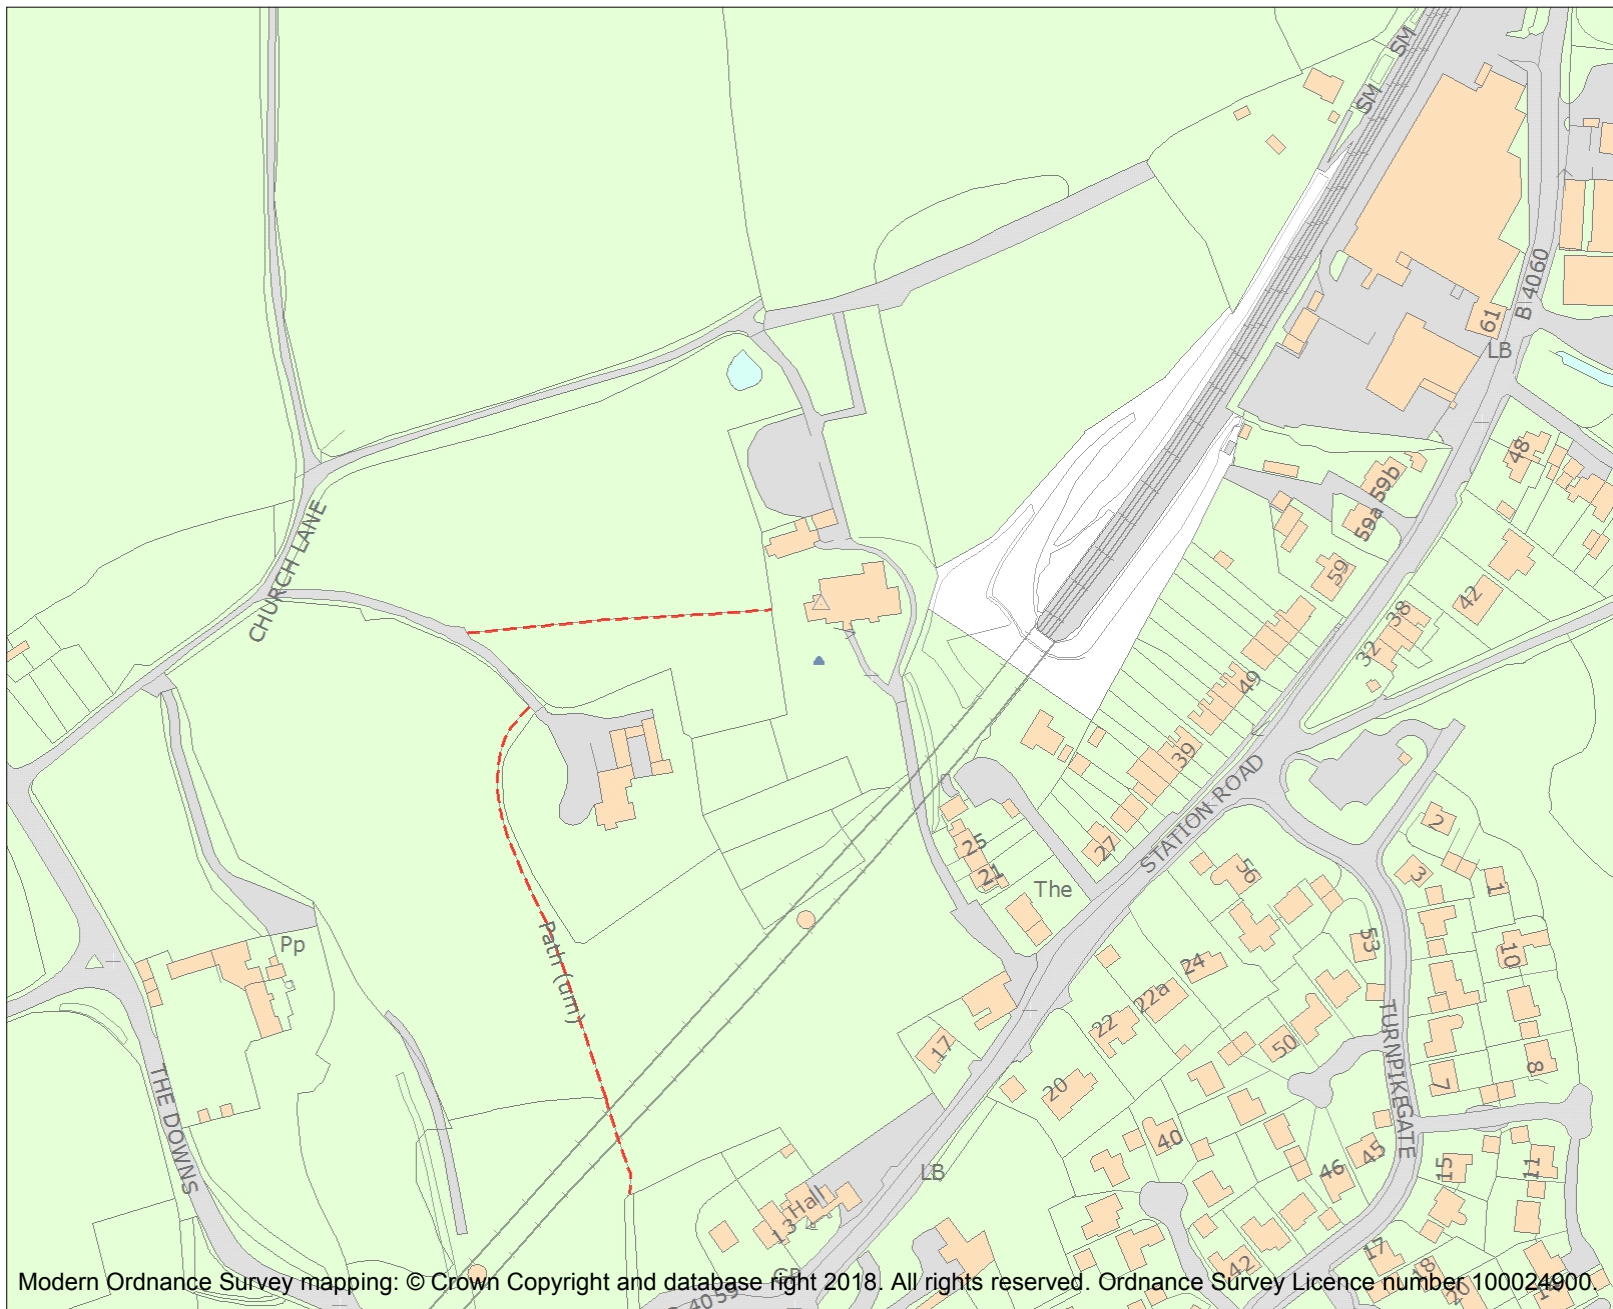 SM
SM
B 4060
61
LB
48
59b
59a
59
42
38
32
CHURCH LANE
49
39
STATION ROAD
27
25
21
The
56
2
3
1
53
10
Pp
Path (um)
24
22a
22
17
50
20
TURNPIKEGATE
7
8
THE DOWNS
40
45
46
15
11
LB
Hall
13
17
18
42
20
GP
Modern Ordnance Survey mapping: © Crown Copyright and database right 2018. All rights reserved. Ordnance Survey Licence number 100024900.